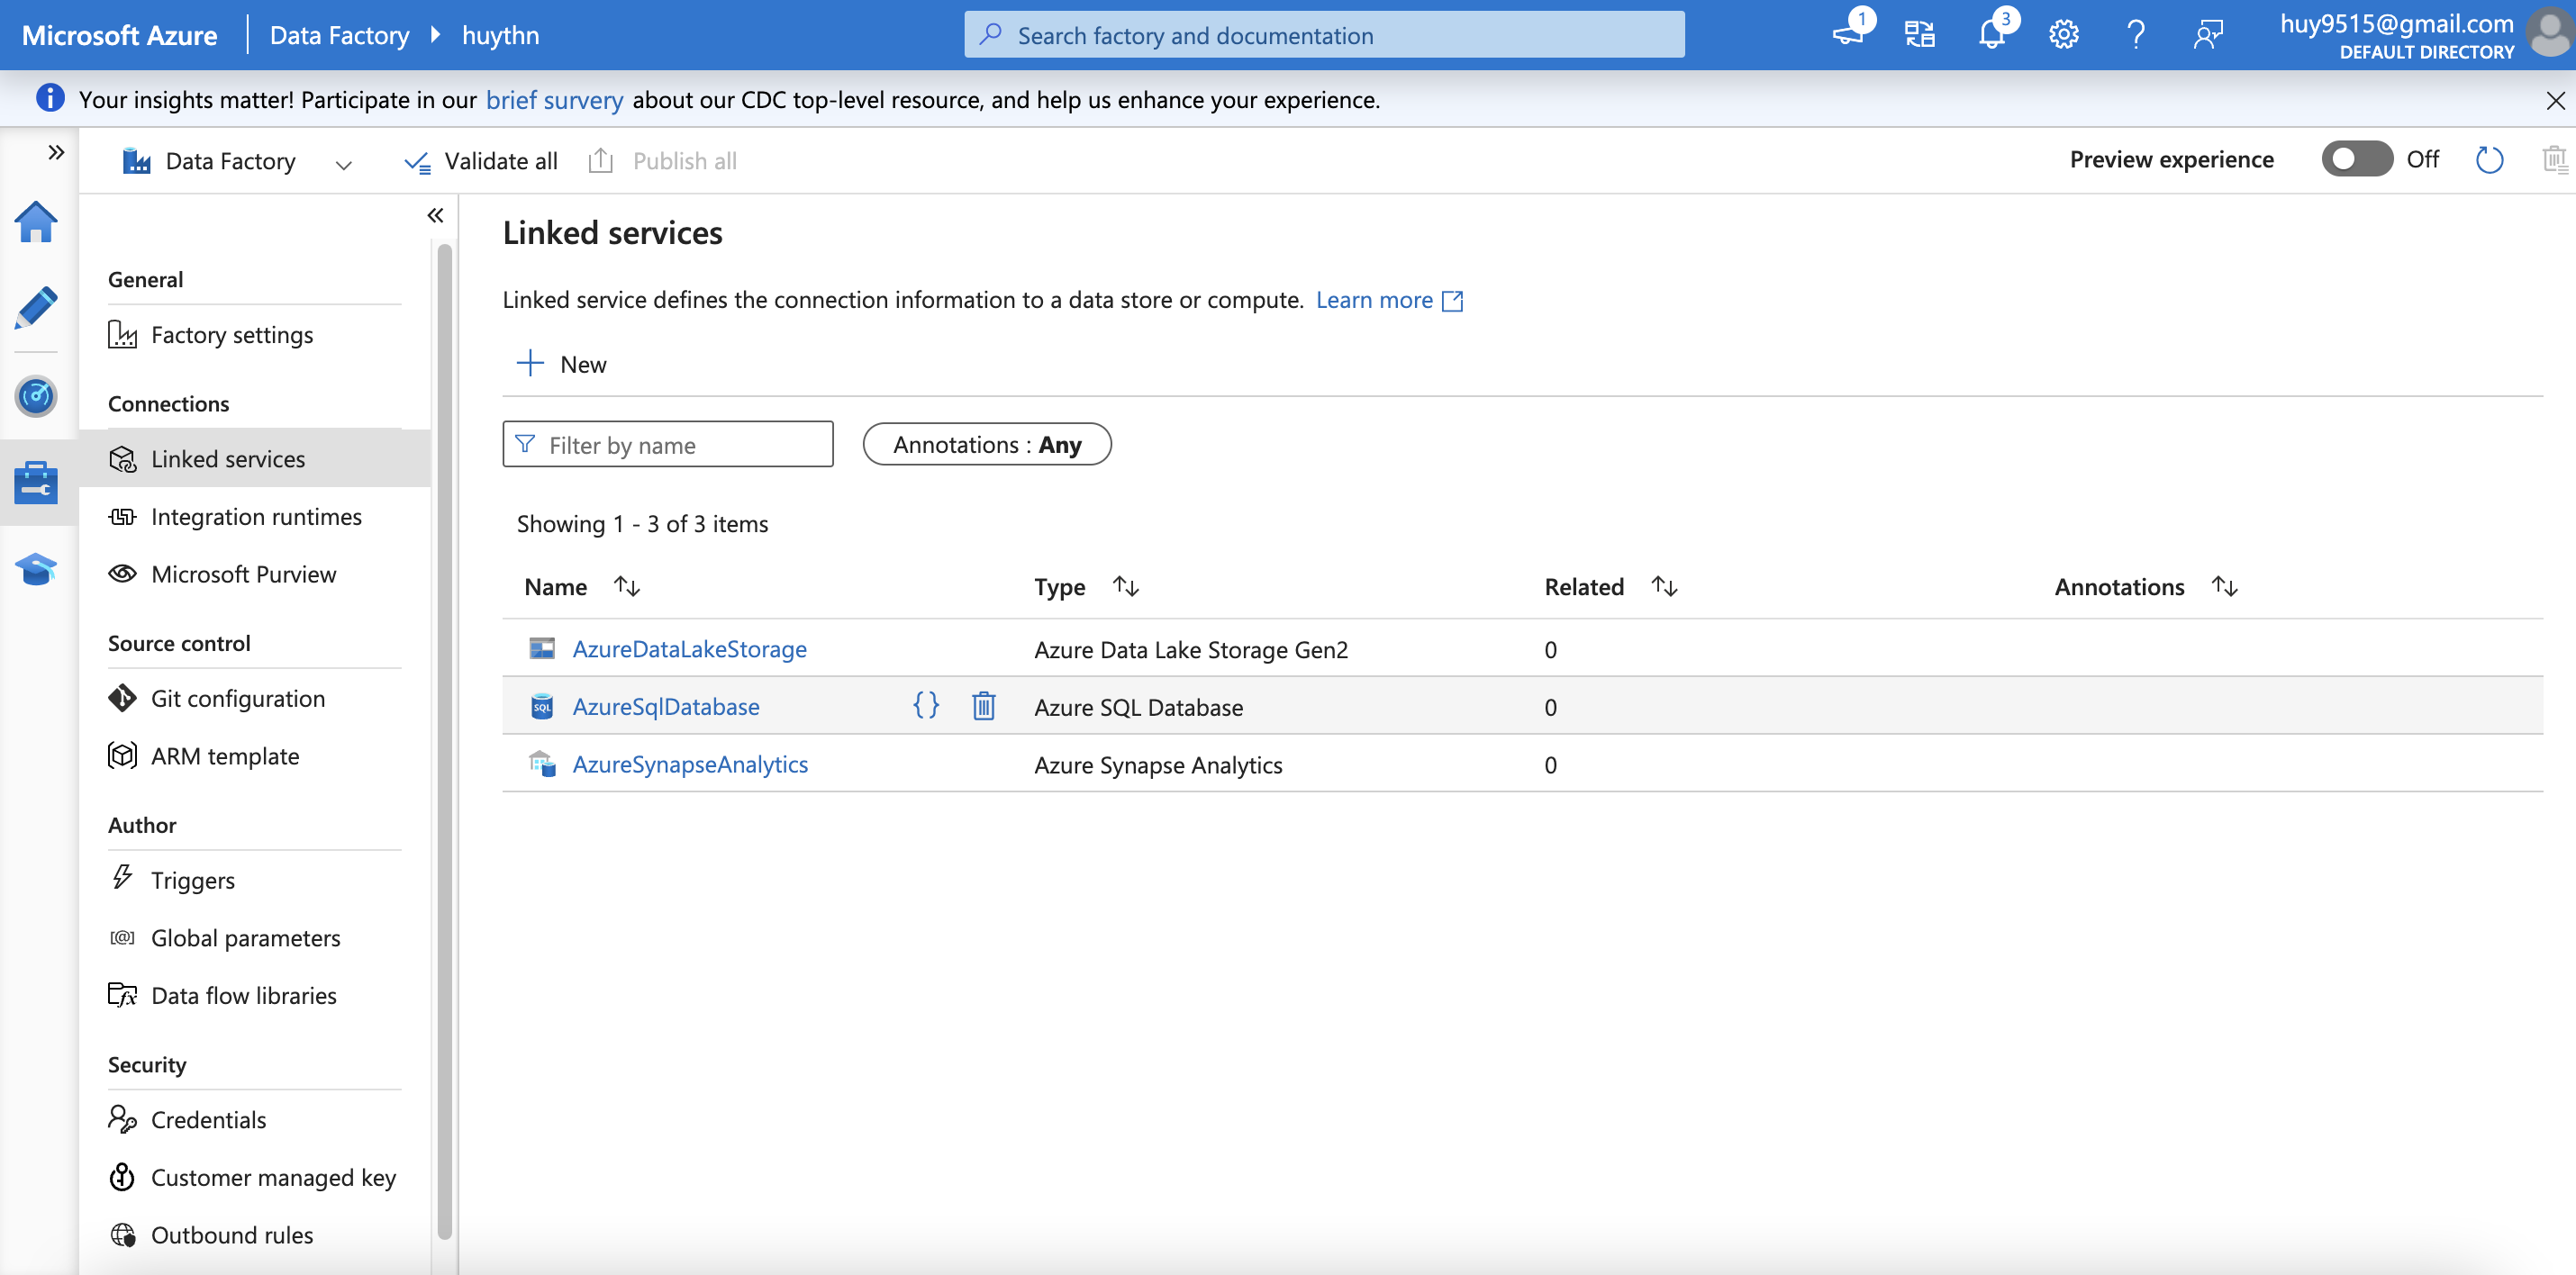 Microsoft Azure
Data Factory
huythn
Search factory and documentation
1
3
huy9515@gmail.com
DEFAULT DIRECTORY
Your insights matter! Participate in our brief survery about our CDC top-level resource, and help us enhance your experience.
Data Factory
Validate all
Publish all
Preview experience
Off
General
Factory settings
Connections
Linked services
Integration runtimes
Microsoft Purview
Source control
Git configuration
ARM template
Author
Triggers
[@] Global parameters
Data flow libraries
Security
Credentials
Customer managed key
Outbound rules
Linked services
Linked service defines the connection information to a data store or compute. Learn more
New
Filter by name
Annotations : Any
Showing 1 - 3 of 3 items
Name Type Related Annotations
AzureDataLakeStorage Azure Data Lake Storage Gen2 0
SQL AzureSqlDatabase {} Azure SQL Database 0
AzureSynapseAnalytics Azure Synapse Analytics 0